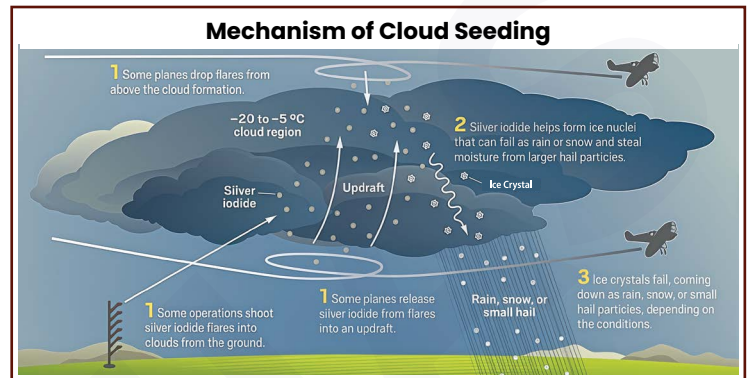 Mechanism of Cloud Seeding
1 Some planes drop flares from
above the cloud formation.
−20 to −5 ºC
cloud region
2 Siiver iodide helps form ice nuclei
that can fail as rain or snow and steal
moisture from larger hail particies.
Ice Crystal
Siiver
iodide
Updraft
1 Some operations shoot
siiver iodide flares into
clouds from the ground.
1 Some planes release
siiver iodide from flares
into an updraft.
Rain, snow, or
small hail
3 Ice crystals fail, coming
down as rain, snow, or small
hail particies, depending on
the conditions.